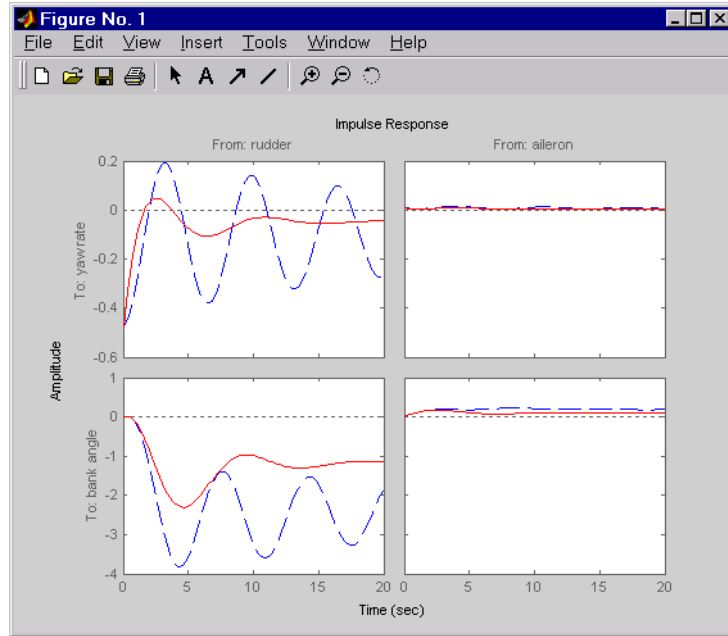 Figure No. 1
File Edit View Insert Tools Window Help
A
Impulse Response
From: rudder
From: aileron
To: yawrate
0.2
0
-0.2
-0.4
-0.6
Amplitude
To: bank angle
1
0
-1
-2
-3
-4
0 5 10 15 20
0 5 10 15 20
Time (sec)